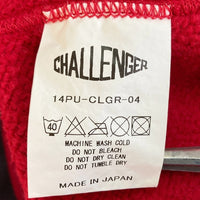 CHALLENGER
14PU-CLGR-04
40
MACHINE WASH COLD
DO NOT BLEACH
DO NOT DRY CLEAN
DO NOT TUMBLE DRY
MADE IN JAPAN